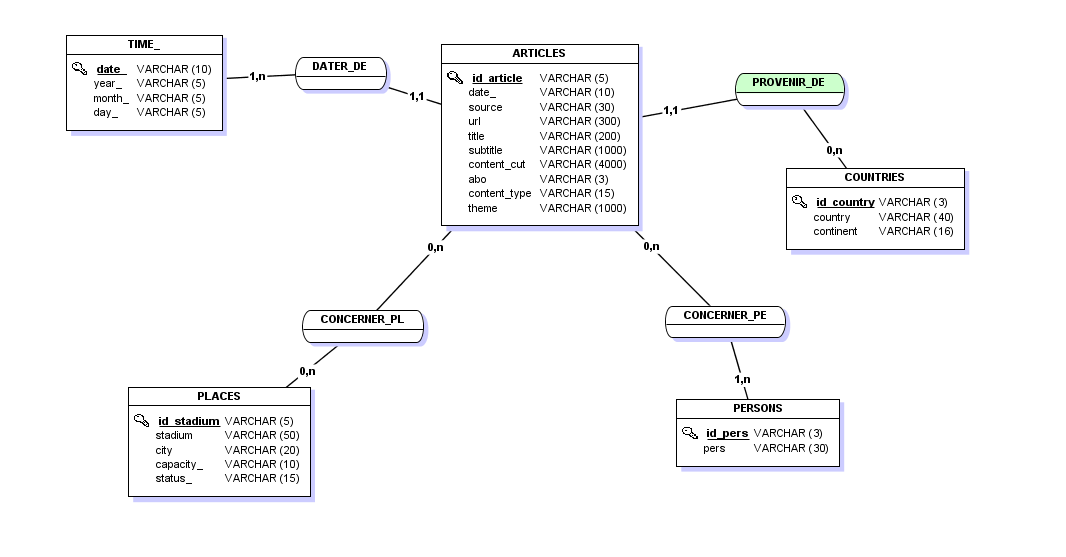 TIME_
date_ VARCHAR (10)
year_ VARCHAR (5)
month_ VARCHAR (5)
day_ VARCHAR (5)
1,n
DATER_DE
1,1
ARTICLES
id_article VARCHAR (5)
date_ VARCHAR (10)
source VARCHAR (30)
url VARCHAR (300)
title VARCHAR (200)
subtitle VARCHAR (1000)
content_cut VARCHAR (4000)
abo VARCHAR (3)
content_type VARCHAR (15)
theme VARCHAR (1000)
1,1
PROVENIR_DE
0,n
COUNTRIES
id_country VARCHAR (3)
country VARCHAR (40)
continent VARCHAR (16)
0,n
CONCERNER_PL
0,n
PLACES
id_stadium VARCHAR (5)
stadium VARCHAR (50)
city VARCHAR (20)
capacity_ VARCHAR (10)
status_ VARCHAR (15)
0,n
CONCERNER_PE
1,n
PERSONS
id_pers VARCHAR (3)
pers VARCHAR (30)